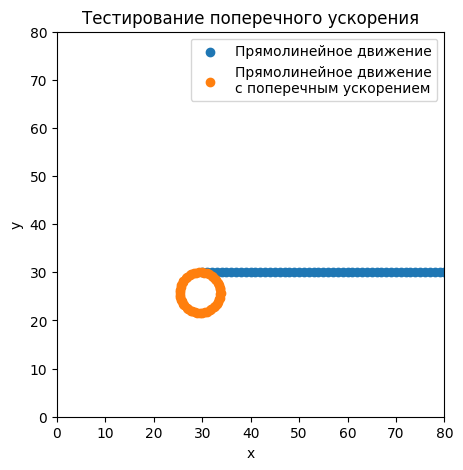 Тестирование поперечного ускорения
Прямолинейное движение
Прямолинейное движение
с поперечным ускорением
80
70
60
50
40
30
20
10
0
y
0 10 20 30 40 50 60 70 80
x